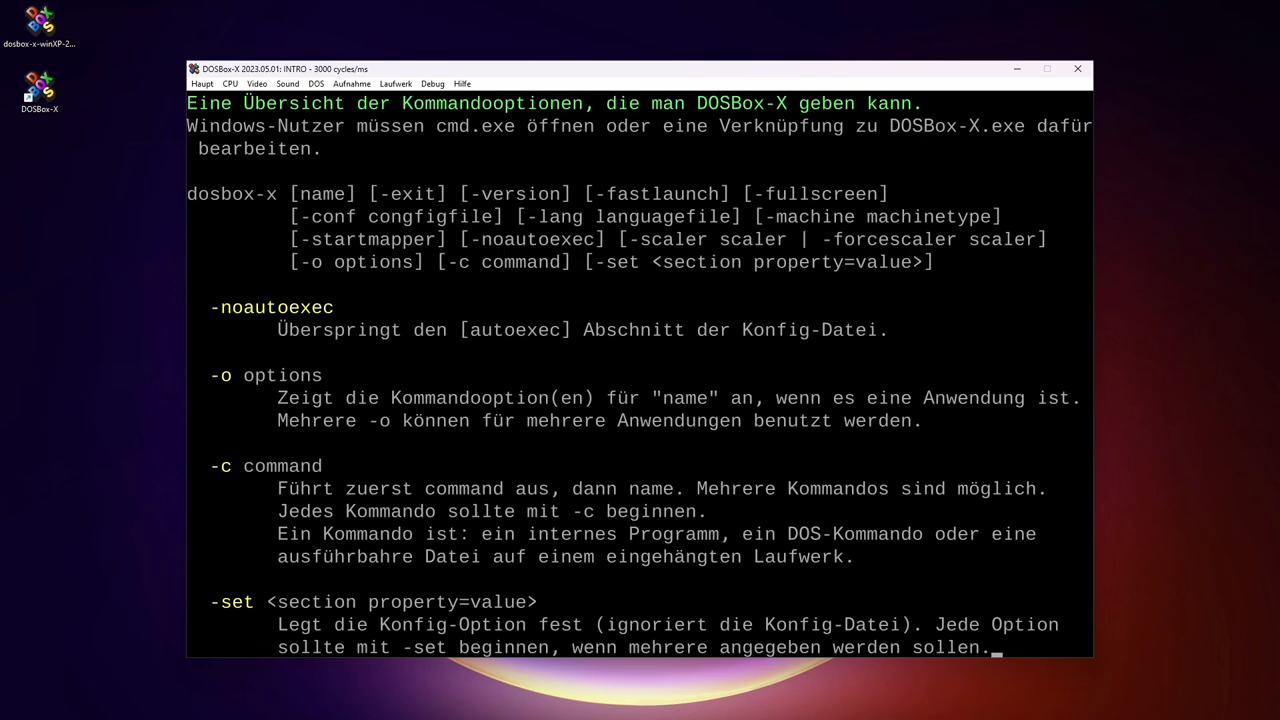 dosbox-x-winXP-2...
DOSBox-X
DOSBox-X 2023.05.01: INTRO - 3000 cycles/ms
Haupt CPU Video Sound DOS Aufnahme Laufwerk Debug Hilfe
Eine Übersicht der Kommandooptionen, die man DOSBox-X geben kann.
Windows-Nutzer müssen cmd.exe öffnen oder eine Verknüpfung zu DOSBox-X.exe dafür
bearbeiten.
dosbox-x [name] [-exit] [-version] [-fastlaunch] [-fullscreen]
[-conf congfigfile] [-lang languagefile] [-machine machinetype]
[-startmapper] [-noautoexec] [-scaler scaler | -forcescaler scaler]
[-o options] [-c command] [-set <section property=value>]
-noautoexec
Überspringt den [autoexec] Abschnitt der Konfig-Datei.
-o options
Zeigt die Kommandooption(en) für "name" an, wenn es eine Anwendung ist.
Mehrere -o können für mehrere Anwendungen benutzt werden.
-c command
Führt zuerst command aus, dann name. Mehrere Kommandos sind möglich.
Jedes Kommando sollte mit -c beginnen.
Ein Kommando ist: ein internes Programm, ein DOS-Kommando oder eine
ausführbahre Datei auf einem eingehängten Laufwerk.
-set <section property=value>
Legt die Konfig-Option fest (ignoriert die Konfig-Datei). Jede Option
sollte mit -set beginnen, wenn mehrere angegeben werden sollen.